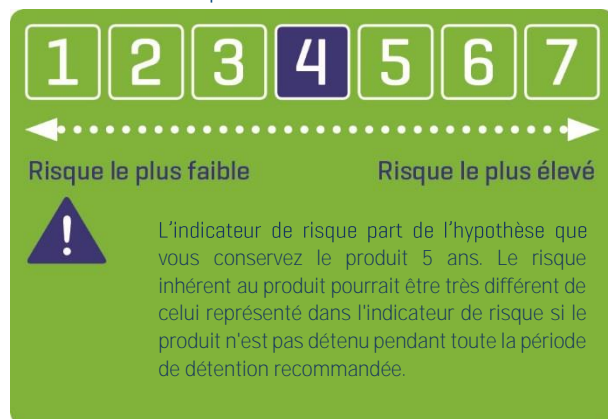 1 2 3 4 5 6 7
Risque le plus faible Risque le plus élevé
!
L'indicateur de risque part de l'hypothèse que
vous conservez le produit 5 ans. Le risque
inhérent au produit pourrait être très différent de
celui représenté dans l'indicateur de risque si le
produit n'est pas détenu pendant toute la période
de détention recommandée.